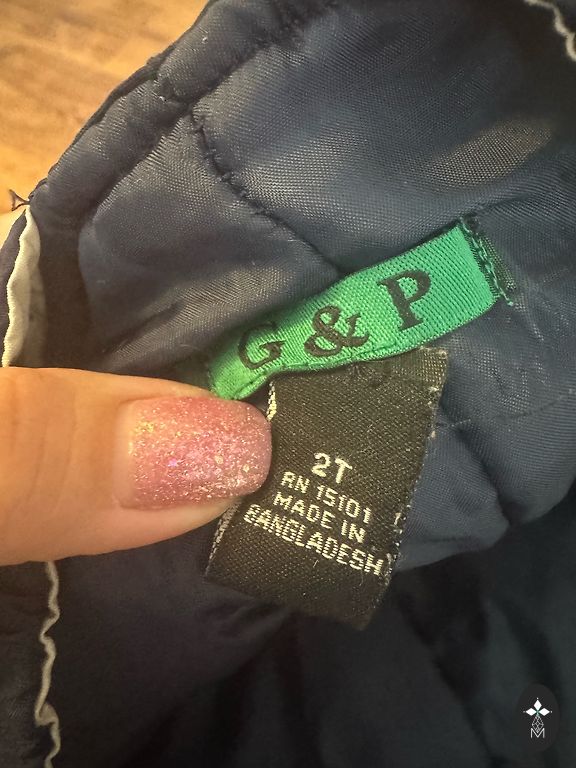 G & P
2T
RN 15101
MADE IN
BANGLADESH
M